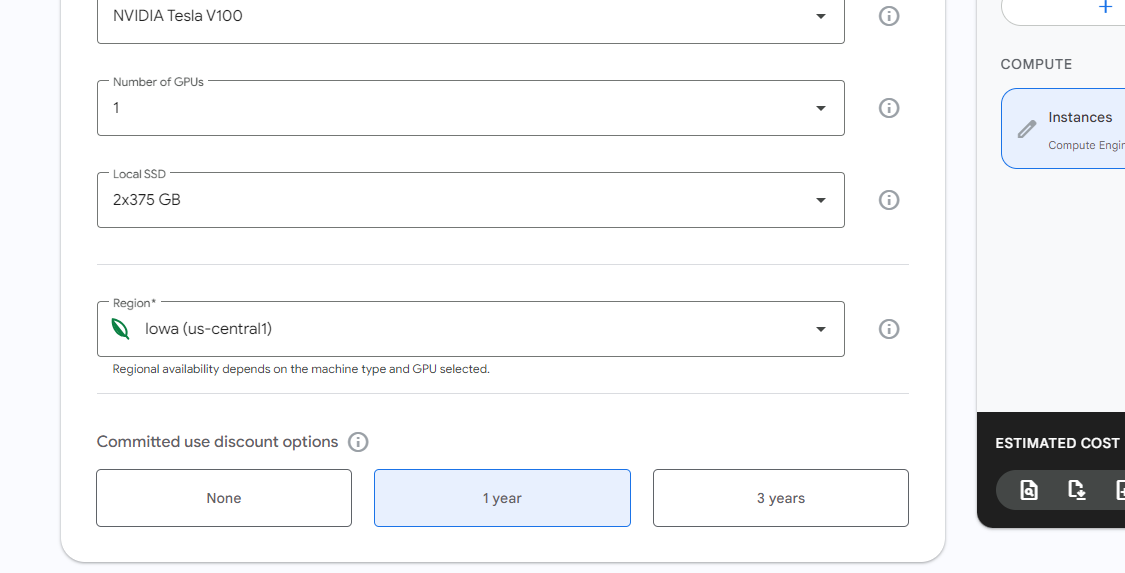 NVIDIA Tesla V100
Number of GPUs
1
Local SSD
2x375 GB
Region*
Iowa (us-central1)
Regional availability depends on the machine type and GPU selected.
Committed use discount options
None
1 year
3 years
COMPUTE
Instances
Compute Engin
ESTIMATED COST